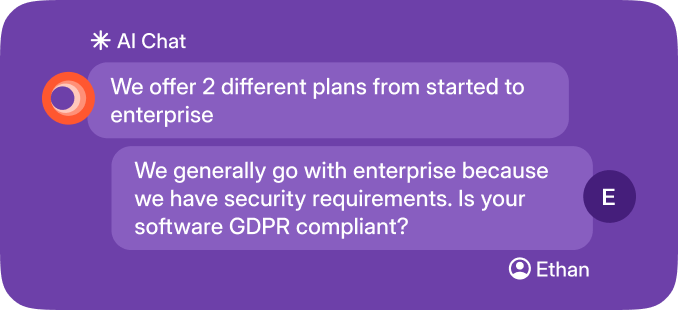 AI Chat
We offer 2 different plans from started to
enterprise
We generally go with enterprise because
we have security requirements. Is your
software GDPR compliant?
E
Ethan